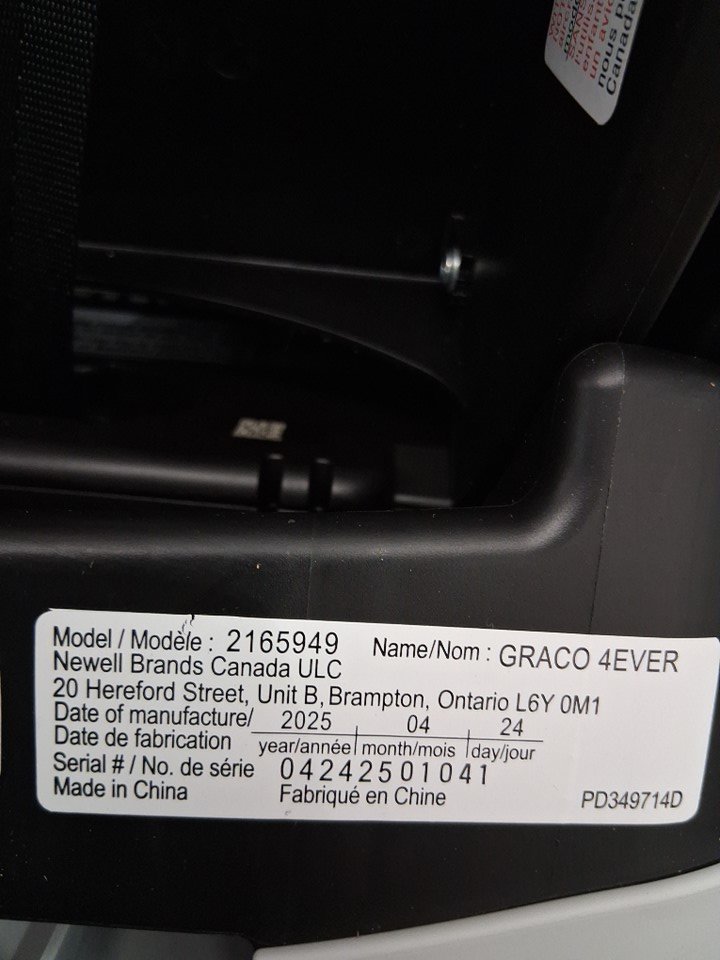 nous p
Canada
Model / Modèle : 2165949 Name/Nom : GRACO 4EVER
Newell Brands Canada ULC
20 Hereford Street, Unit B, Brampton, Ontario L6Y 0M1
Date of manufacture/ 2025 04 24
Date de fabrication year/année month/mois day/jour
Serial # / No. de série 04242501041
Made in China Fabriqué en Chine PD349714D